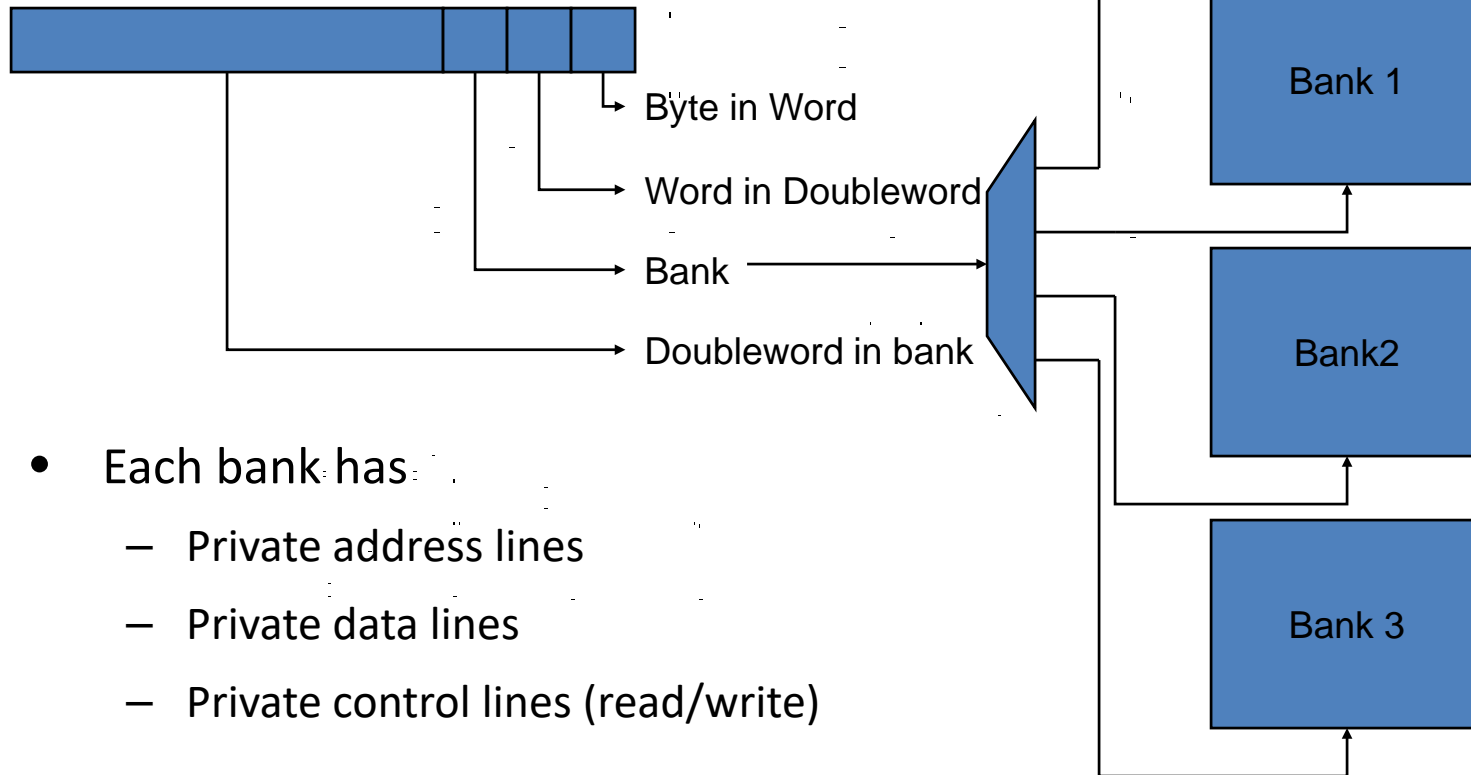 Bank 1
Byte in Word
Word in Doubleword
Bank
Doubleword in bank
Bank2
• Each bank has
– Private address lines
– Private data lines
– Private control lines (read/write)
Bank 3